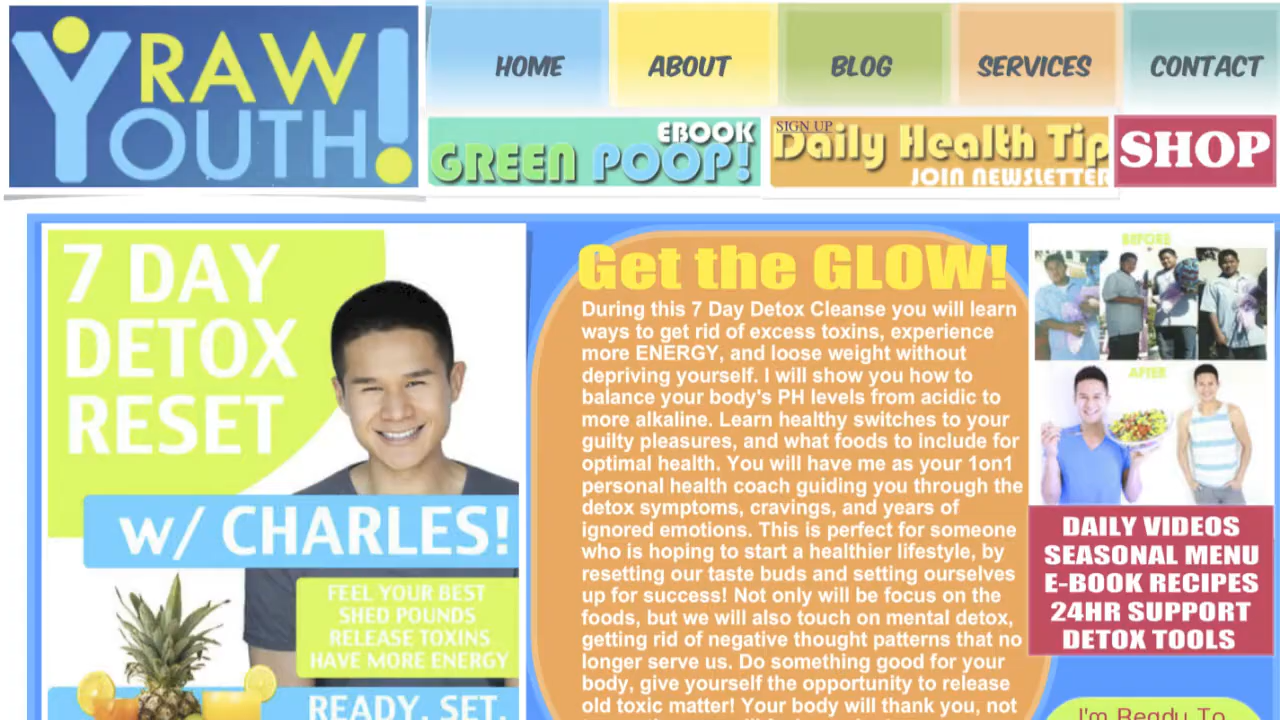 RAW
YOUTH!
HOME
ABOUT
BLOG
SERVICES
CONTACT
EBOOK
GREEN POOP!
SIGN UP
Daily Health Tip
JOIN NEWSLETTER
SHOP
7 DAY
DETOX
RESET
w/ CHARLES!
FEEL YOUR BEST
SHED POUNDS
RELEASE TOXINS
HAVE MORE ENERGY
READY, SET,
Get the GLOW!
During this 7 Day Detox Cleanse you will learn
ways to get rid of excess toxins, experience
more ENERGY, and loose weight without
depriving yourself. I will show you how to
balance your body's PH levels from acidic to
more alkaline. Learn healthy switches to your
guilty pleasures, and what foods to include for
optimal health. You will have me as your 1on1
personal health coach guiding you through the
detox symptoms, cravings, and years of
ignored emotions. This is perfect for someone
who is hoping to start a healthier lifestyle, by
resetting our taste buds and setting ourselves
up for success! Not only will be focus on the
foods, but we will also touch on mental detox,
getting rid of negative thought patterns that no
longer serve us. Do something good for your
body, give yourself the opportunity to release
old toxic matter! Your body will thank you, not
BEFORE
AFTER
DAILY VIDEOS
SEASONAL MENU
E-BOOK RECIPES
24HR SUPPORT
DETOX TOOLS
I'm Ready To